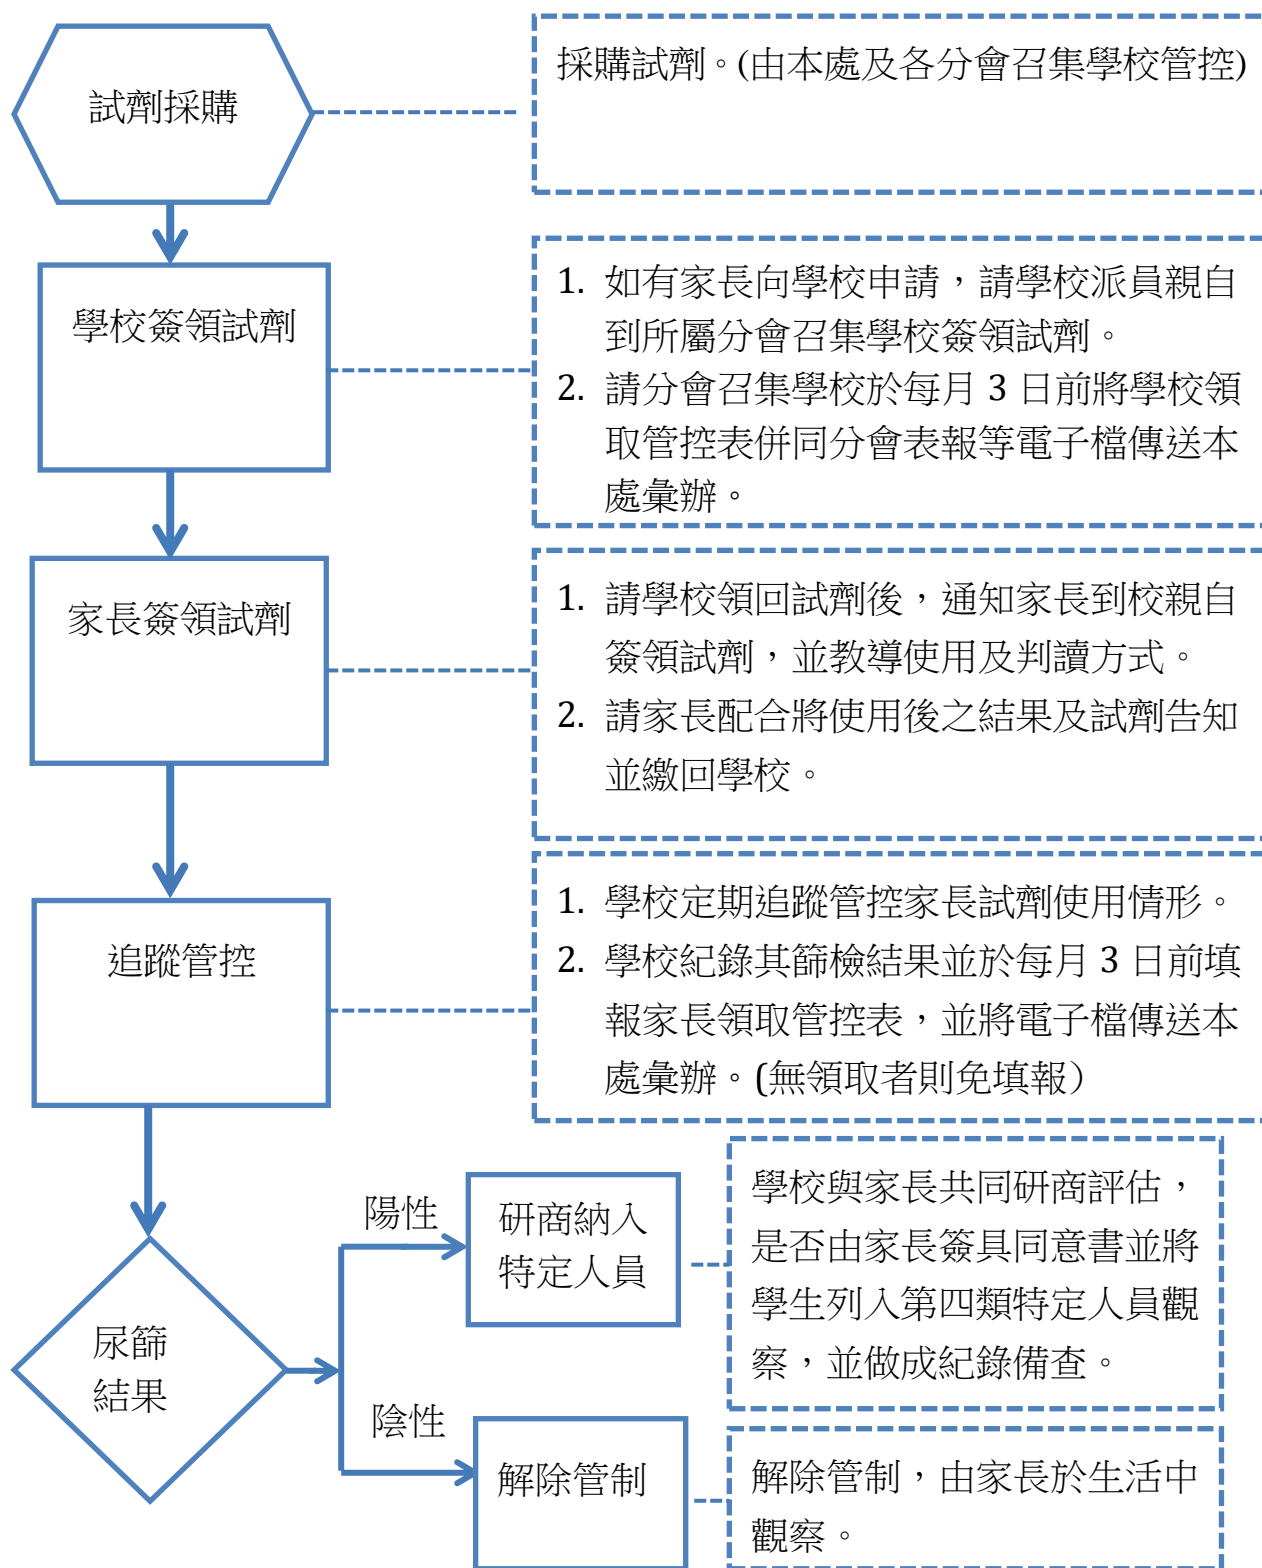 試劑採購
採購試劑。(由本處及各分會召集學校管控)
學校簽領試劑
1. 如有家長向學校申請，請學校派員親自
到所屬分會召集學校簽領試劑。
2. 請分會召集學校於每月 3 日前將學校領
取管控表併同分會表報等電子檔傳送本
處彙辦。
家長簽領試劑
1. 請學校領回試劑後，通知家長到校親自
簽領試劑，並教導使用及判讀方式。
2. 請家長配合將使用後之結果及試劑告知
並繳回學校。
追蹤管控
1. 學校定期追蹤管控家長試劑使用情形。
2. 學校紀錄其篩檢結果並於每月 3 日前填
報家長領取管控表，並將電子檔傳送本
處彙辦。(無領取者則免填報）
尿篩
結果
陽性
研商納入
特定人員
學校與家長共同研商評估，
是否由家長簽具同意書並將
學生列入第四類特定人員觀
察，並做成紀錄備查。
陰性
解除管制
解除管制，由家長於生活中
觀察。